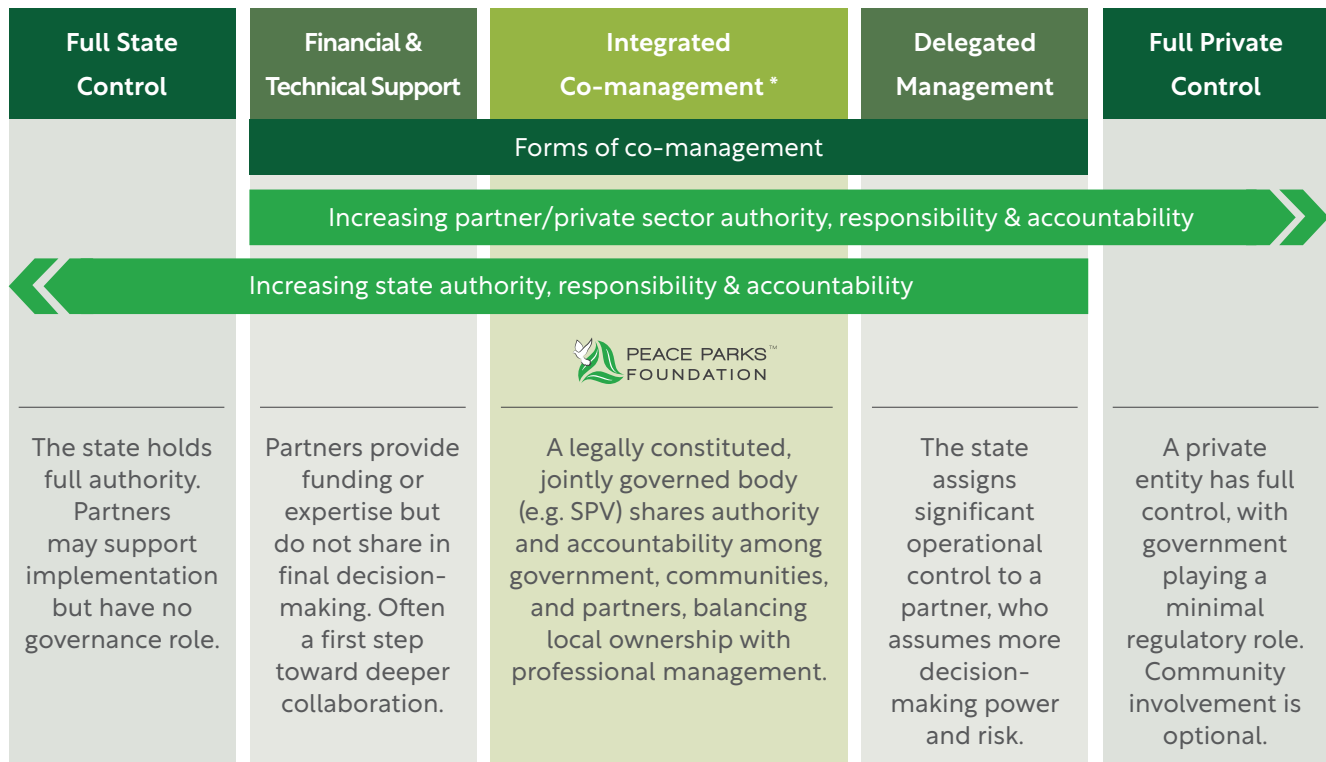 Full State
Control
Financial &
Technical Support
Integrated
Co-management *
Delegated
Management
Full Private
Control
Forms of co-management
Increasing partner/private sector authority, responsibility & accountability
Increasing state authority, responsibility & accountability
PEACE PARKS™
FOUNDATION
The state holds
full authority.
Partners
may support
implementation
but have no
governance role.
Partners provide
funding or
expertise but
do not share in
final decision-
making. Often
a first step
toward deeper
collaboration.
A legally constituted,
jointly governed body
(e.g. SPV) shares authority
and accountability among
government, communities,
and partners, balancing
local ownership with
professional management.
The state
assigns
significant
operational
control to a
partner, who
assumes more
decision-
making power
and risk.
A private
entity has full
control, with
government
playing a
minimal
regulatory role.
Community
involvement is
optional.